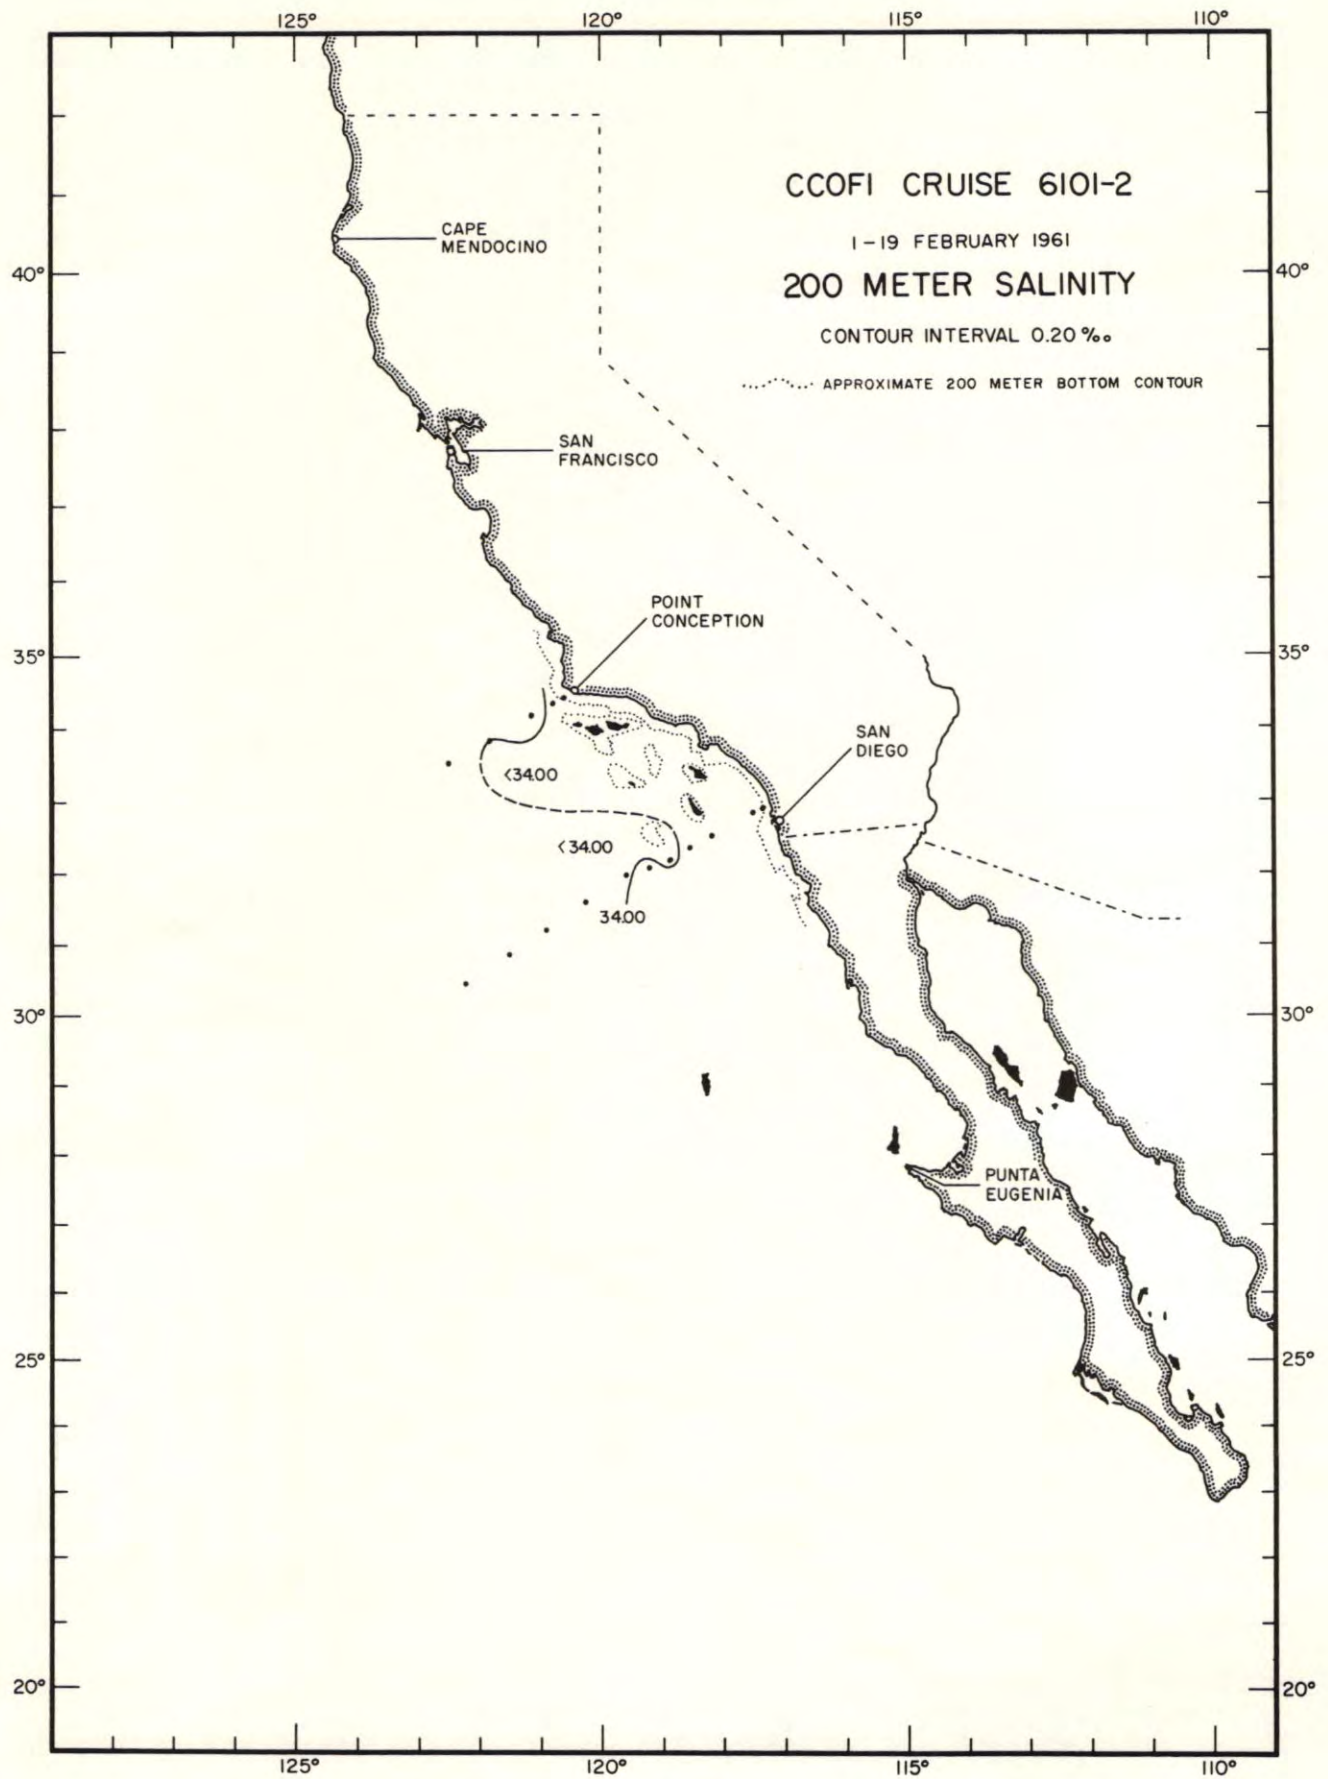 125° 120° 115° 110°
CCOFI CRUISE 6101-2
1-19 FEBRUARY 1961
200 METER SALINITY
CONTOUR INTERVAL 0.20 ‰
APPROXIMATE 200 METER BOTTOM CONTOUR
CAPE
MENDOCINO
40° 40°
SAN
FRANCISCO
POINT
CONCEPTION
35° 35°
SAN
DIEGO
<34.00
<34.00
34.00
30° 30°
PUNTA
EUGENIA
25° 25°
20° 20°
125° 120° 115° 110°